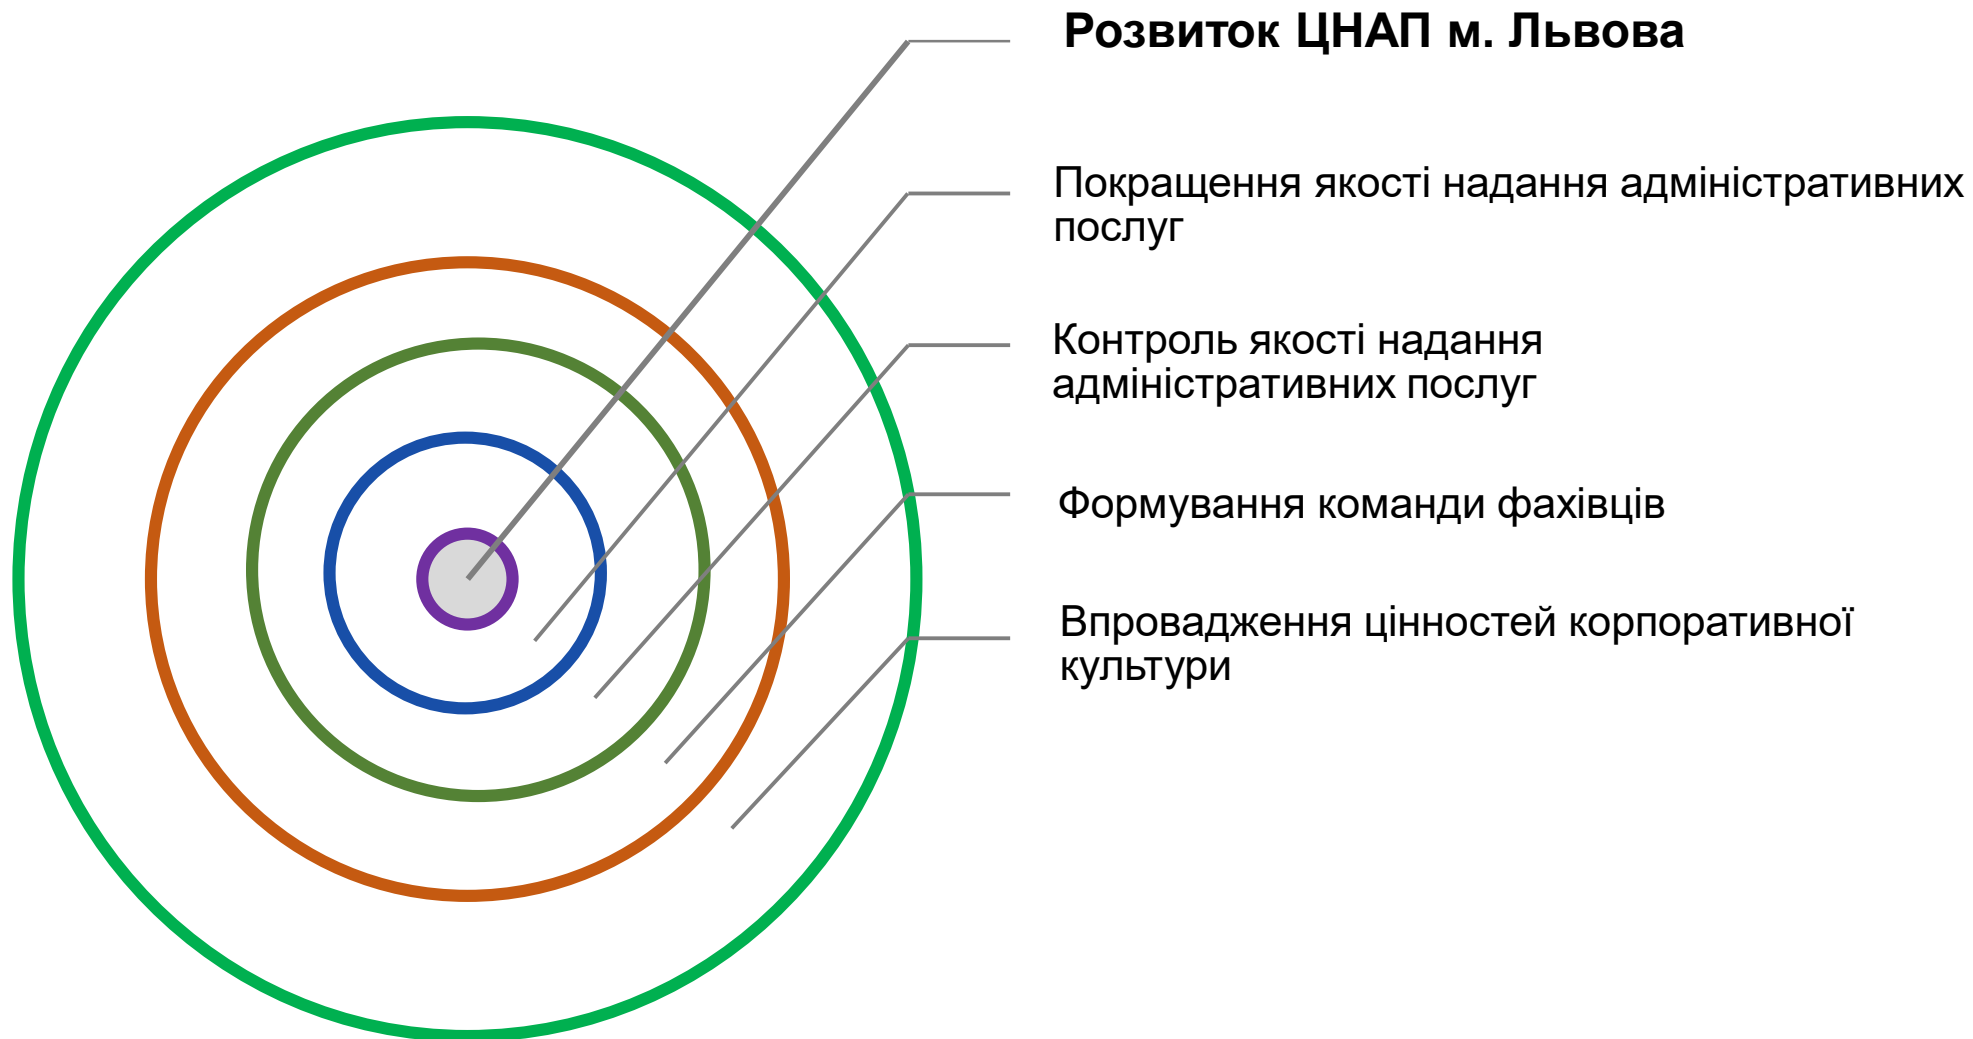 Розвиток ЦНАП м. Львова
Покращення якості надання адміністративних
послуг
Контроль якості надання
адміністративних послуг
Формування команди фахівців
Впровадження цінностей корпоративної
культури